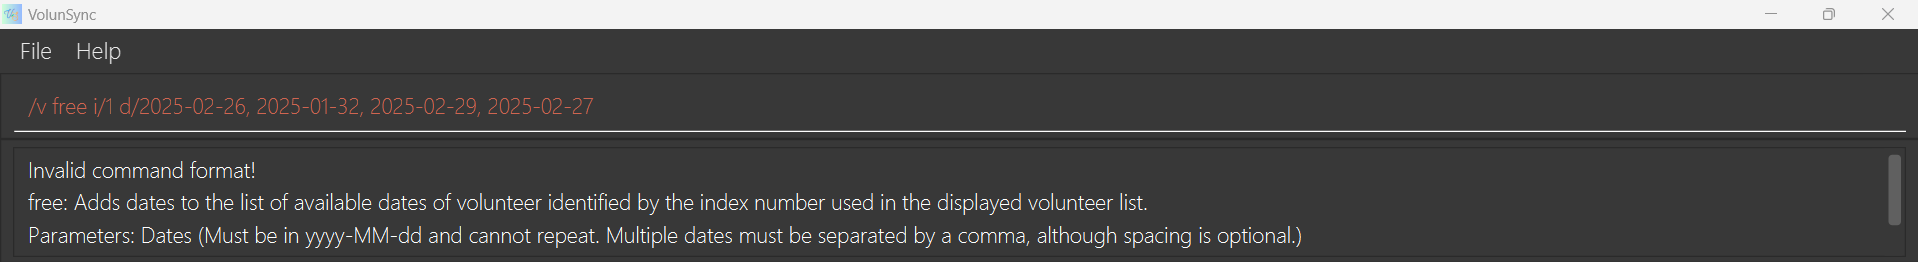 VolunSync
File Help
/v free i/1 d/2025-02-26, 2025-01-32, 2025-02-29, 2025-02-27
Invalid command format!
free: Adds dates to the list of available dates of volunteer identified by the index number used in the displayed volunteer list.
Parameters: Dates (Must be in yyyy-MM-dd and cannot repeat. Multiple dates must be separated by a comma, although spacing is optional.)